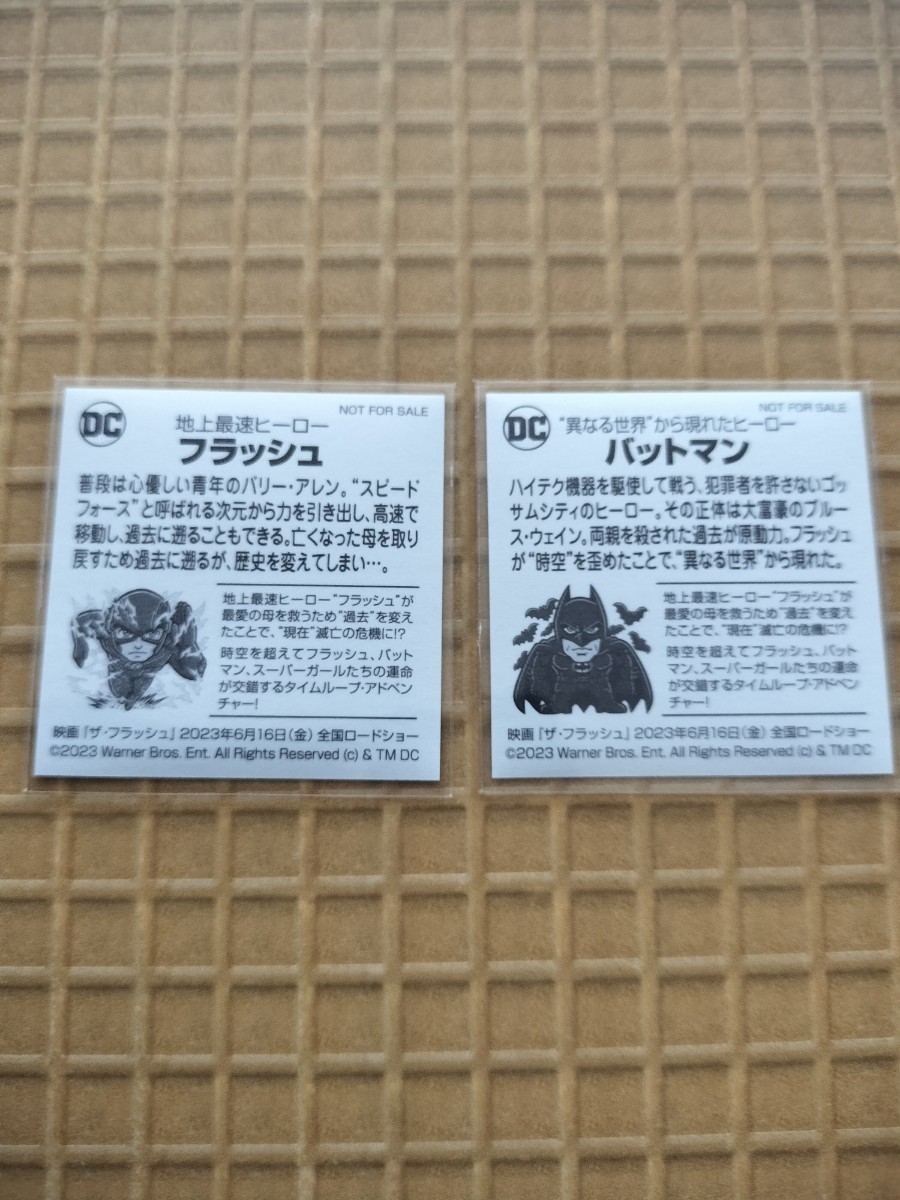 DC
NOT FOR SALE
地上最速ヒーロー
フラッシュ
普段は心優しい青年のバリー・アレン。“スピード
フォース”と呼ばれる次元から力を引き出し、高速で
移動し、過去に遡ることもできる。亡くなった母を取り
戻すため過去に遡るが、歴史を変えてしまい…。
地上最速ヒーロー“フラッシュ”が
最愛の母を救うため“過去”を変え
たことで、“現在”滅亡の危機に!?
時空を超えてフラッシュ、バット
マン、スーパーガールたちの運命
が交錯するタイムループ・アドベン
チャー!
映画『ザ・フラッシュ』 2023年6月16日(金) 全国ロードショー
©2023 Warner Bros. Ent. All Rights Reserved (c) & TM DC
DC
NOT FOR SALE
“異なる世界”から現れたヒーロー
バットマン
ハイテク機器を駆使して戦う、犯罪者を許さないゴッ
サムシティのヒーロー。その正体は大富豪のブルー
ス・ウェイン。両親を殺された過去が原動力。フラッシュ
が“時空”を歪めたことで、“異なる世界”から現れた。
地上最速ヒーロー“フラッシュ”が
最愛の母を救うため“過去”を変え
たことで、“現在”滅亡の危機に!?
時空を超えてフラッシュ、バット
マン、スーパーガールたちの運命
が交錯するタイムループ・アドベン
チャー!
映画『ザ・フラッシュ』 2023年6月16日(金) 全国ロードショー
©2023 Warner Bros. Ent. All Rights Reserved (c) & TM DC